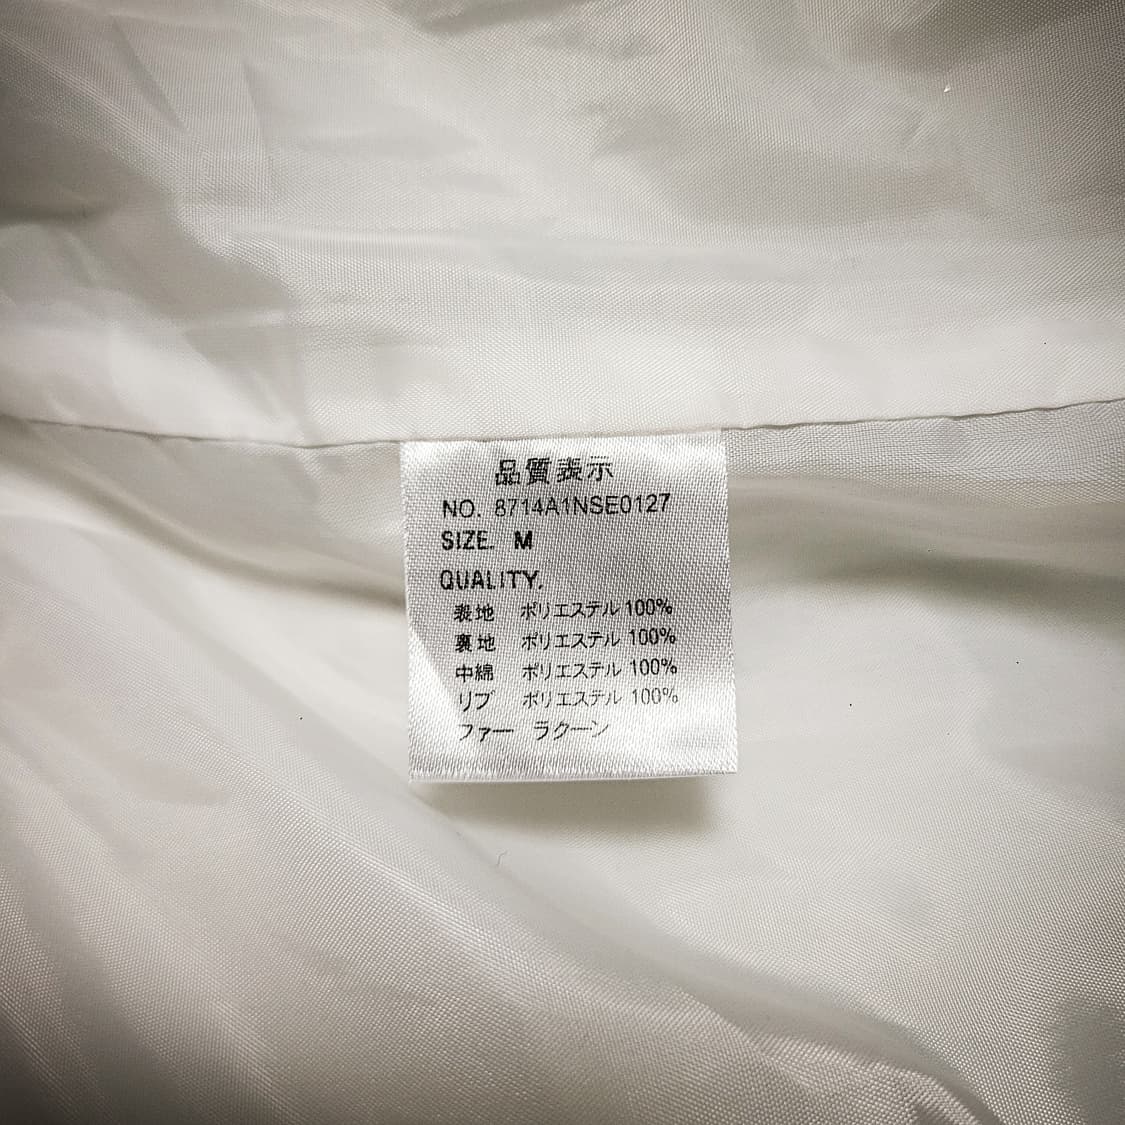 品質表示
NO. 8714A1NSE0127
SIZE. M
QUALITY.
表地 ポリエステル 100%
裏地 ポリエステル 100%
中綿 ポリエステル 100%
リブ ポリエステル 100%
ファー ラクーン